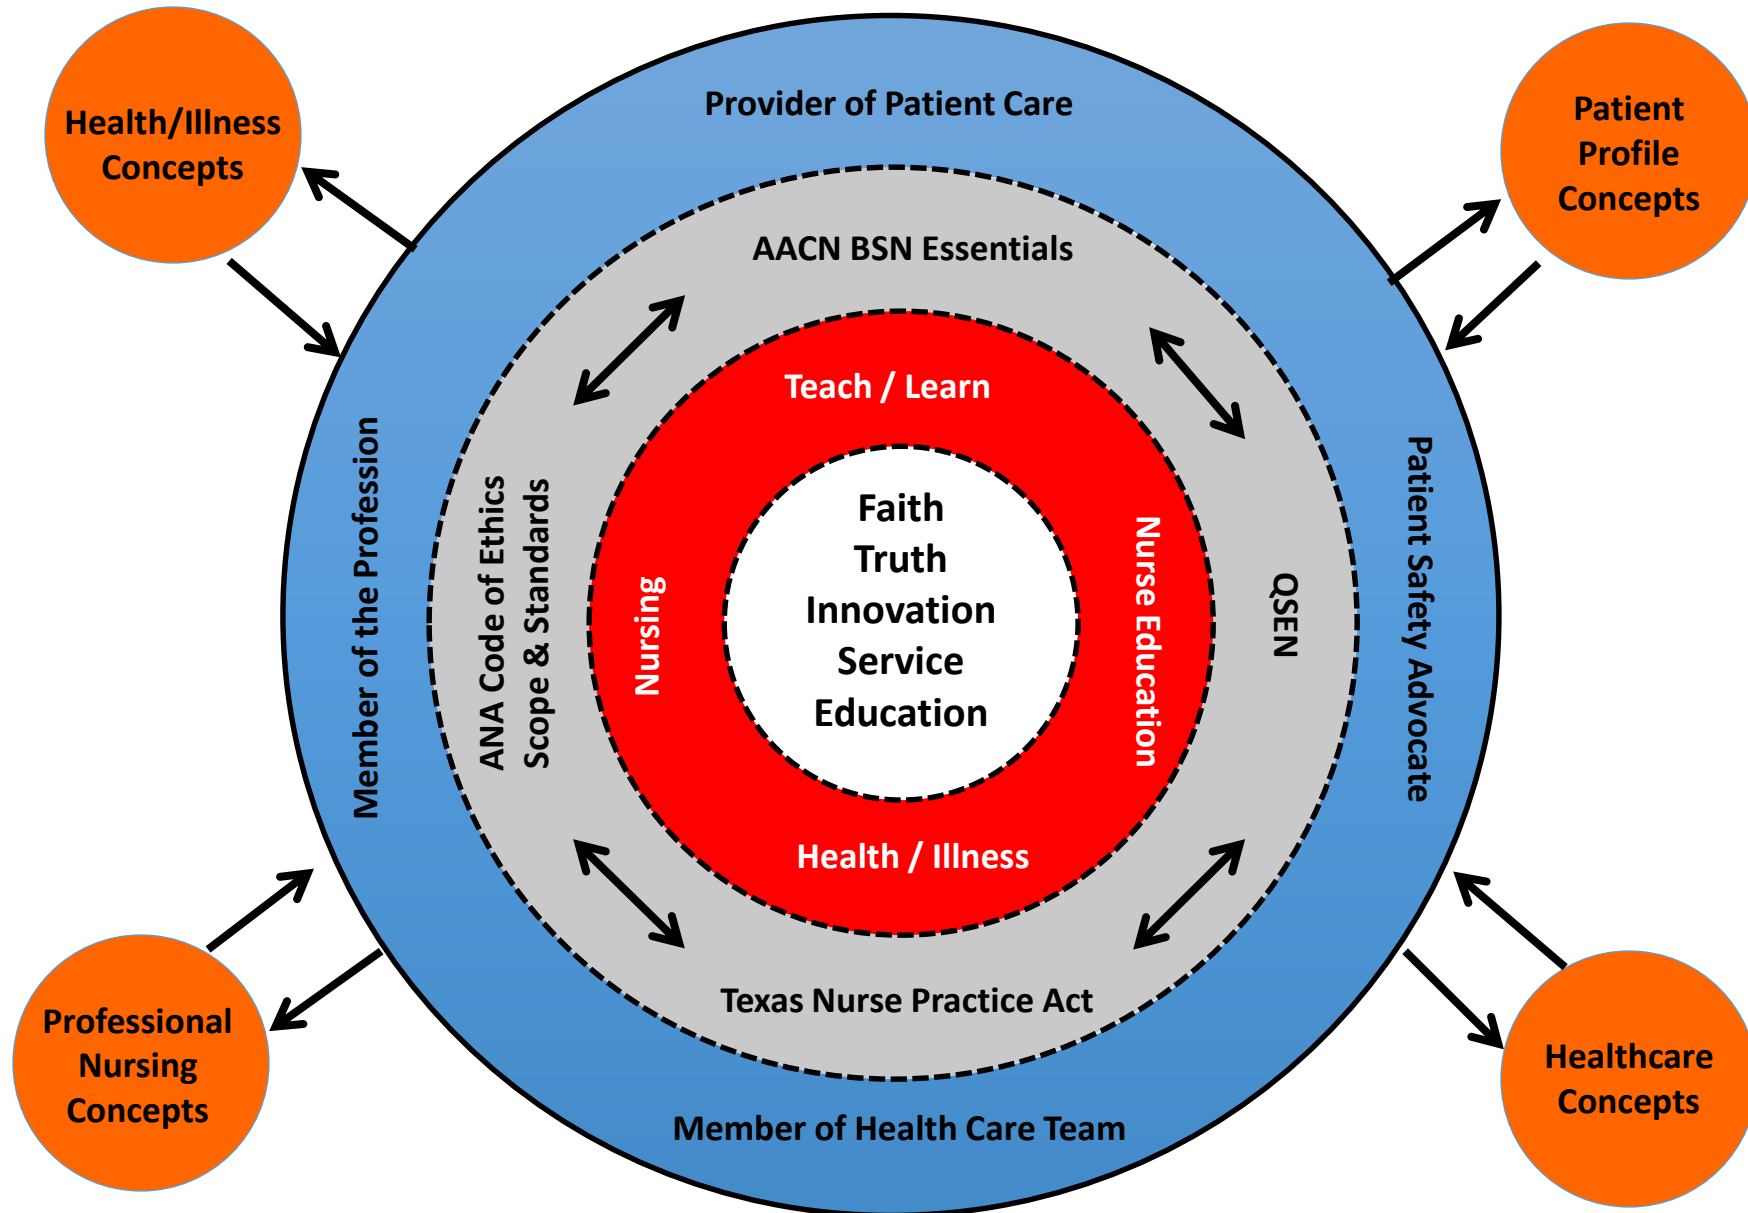 Health/Illness
Concepts
Provider of Patient Care
Patient
Profile
Concepts
AACN BSN Essentials
Teach / Learn
Member of the Profession
ANA Code of Ethics
Scope & Standards
Nursing
Faith
Truth
Innovation
Service
Education
Nurse Education
QSEN
Patient Safety Advocate
Health / Illness
Texas Nurse Practice Act
Professional
Nursing
Concepts
Member of Health Care Team
Healthcare
Concepts